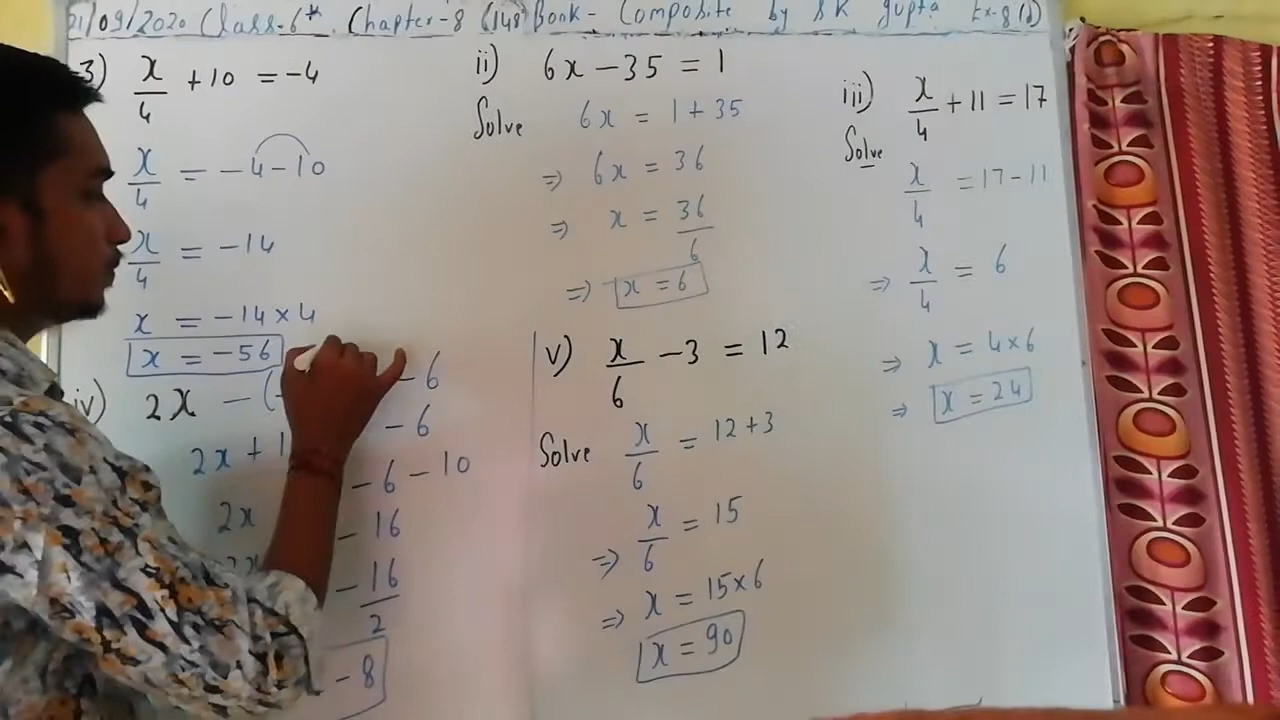 21/09/2020 Class-6th Chapter-8 (148) Book- Composite by SK gupta Ex-8(b)
3) x/4 + 10 = -4
x/4 = -4-10
x/4 = -14
x = -14×4
x = -56
ii) 6x - 35 = 1
Solve 6x = 1 + 35
⇒ 6x = 36
⇒ x = 36/6
⇒ x = 6
iii) x/4 + 11 = 17
Solve
x/4 = 17-11
⇒ x/4 = 6
⇒ x = 4×6
⇒ x = 24
iv) 2x - ( - 6
2x + 1 - 6
2x - 6 - 10
- 16
- 16/2
- 8
v) x/6 - 3 = 12
Solve x/6 = 12+3
⇒ x/6 = 15
⇒ x = 15×6
x = 90